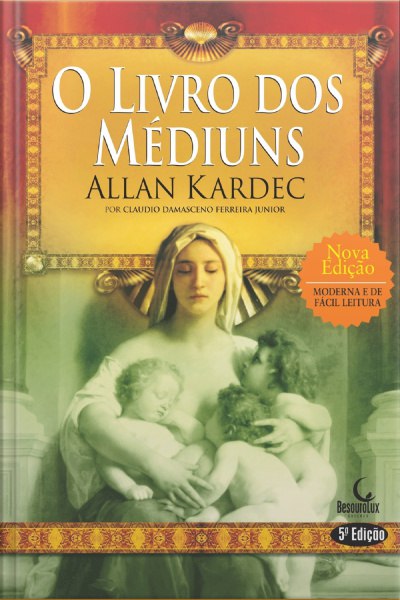 O LIVRO DOS
MÉDIUNS
ALLAN KARDEC
POR CLAUDIO DAMASCENO FERREIRA JUNIOR
Nova
Edição
MODERNA E DE
FÁCIL LEITURA
BesouroLux
5ª Edição